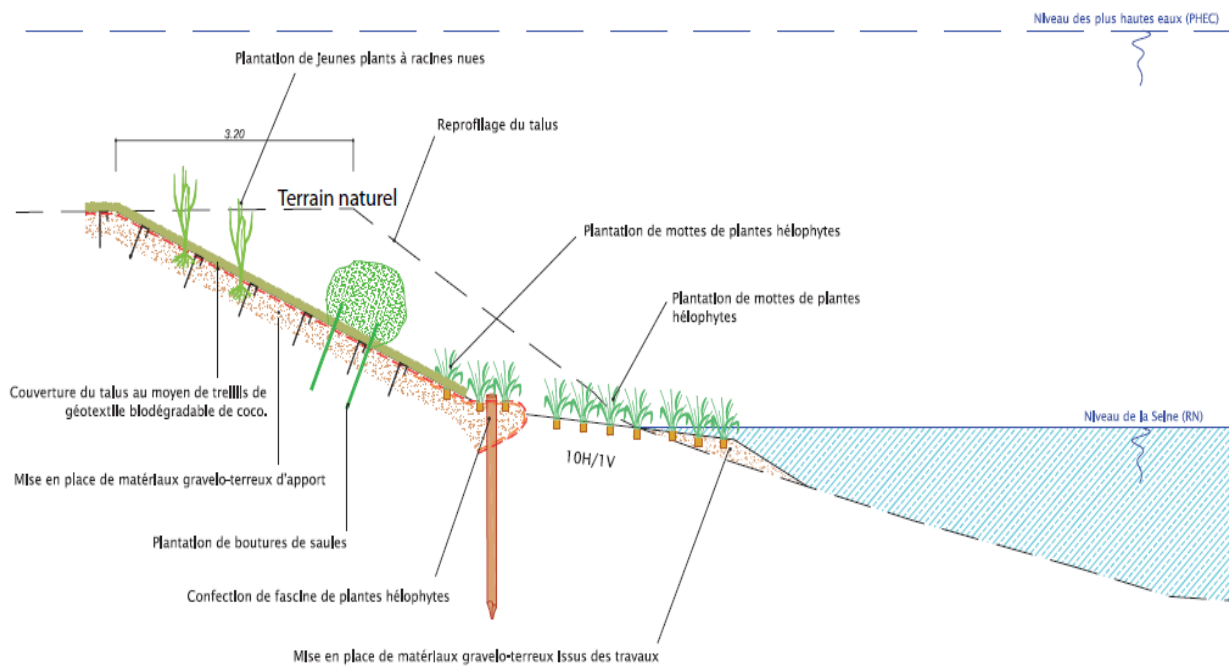 Niveau des plus hautes eaux (PHEC)
Plantation de jeunes plants à racines nues
3.20
Reprofilage du talus
Terrain naturel
Plantation de mottes de plantes hélophytes
Plantation de mottes de plantes
hélophytes
Couverture du talus au moyen de treillis de
géotextile biodégradable de coco.
Niveau de la Seine (RN)
10H/1V
Mise en place de matériaux gravelo-terreux d'apport
Plantation de boutures de saules
Confection de fascine de plantes hélophytes
Mise en place de matériaux gravelo-terreux issus des travaux